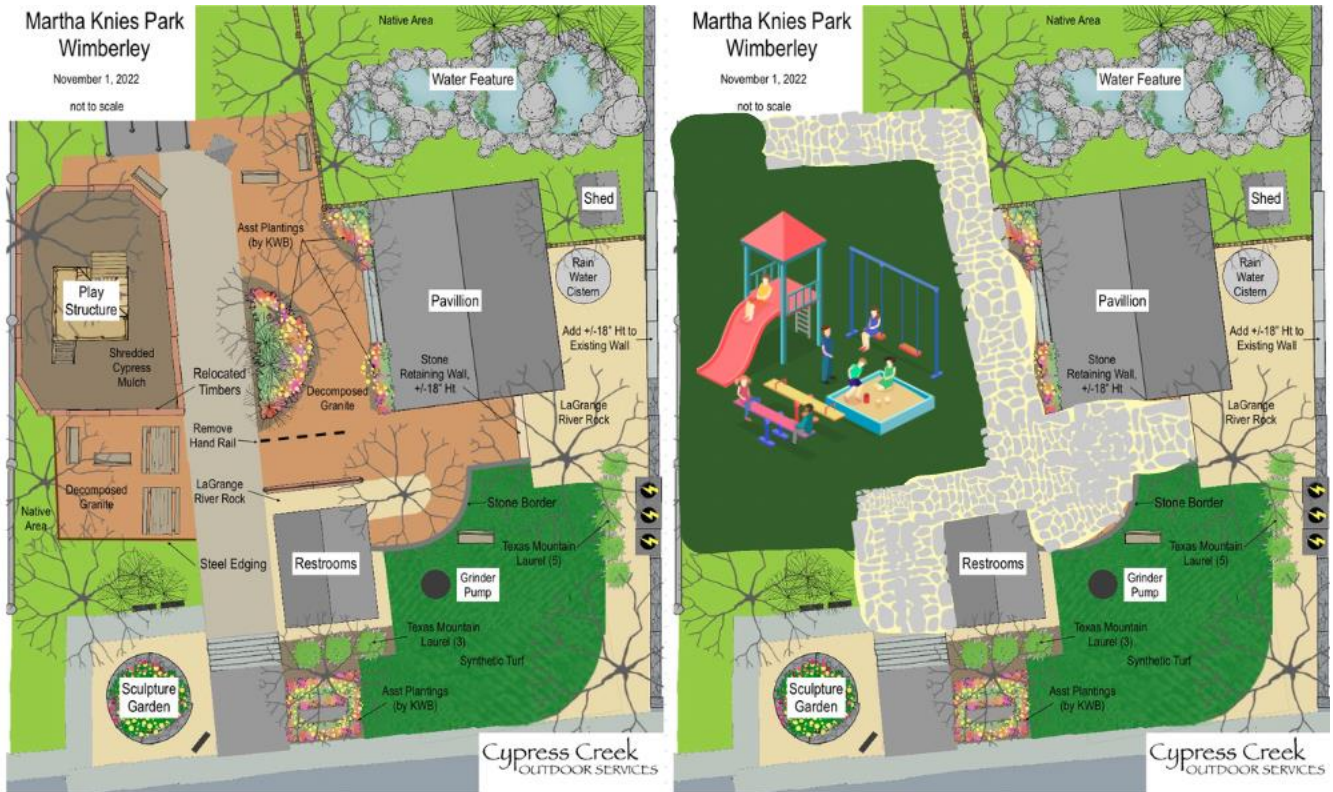 Martha Knies Park
Wimberley
November 1, 2022
not to scale
Native Area
Water Feature
Shed
Asst Plantings
(by KWB)
Rain
Water
Cistern
Play
Structure
Pavillion
Add +/-18" Ht to
Existing Wall
Shredded
Cypress
Mulch
Stone
Retaining Wall,
+/-18" Ht
Relocated
Timbers
Decomposed
Granite
LaGrange
River Rock
Remove
Hand Rail
LaGrange
River Rock
Decomposed
Granite
Native
Area
Stone Border
Texas Mountain
Laurel (5)
Steel Edging
Restrooms
Grinder
Pump
Texas Mountain
Laurel (3)
Synthetic Turf
Sculpture
Garden
Asst Plantings
(by KWB)
Cypress Creek
OUTDOOR SERVICES
Martha Knies Park
Wimberley
November 1, 2022
not to scale
Native Area
Water Feature
Shed
Rain
Water
Cistern
Pavillion
Add +/-18" Ht to
Existing Wall
LaGrange
River Rock
Stone Border
Texas Mountain
Laurel (5)
Restrooms
Grinder
Pump
Texas Mountain
Laurel (3)
Synthetic Turf
Sculpture
Garden
Asst Plantings
(by KWB)
Cypress Creek
OUTDOOR SERVICES